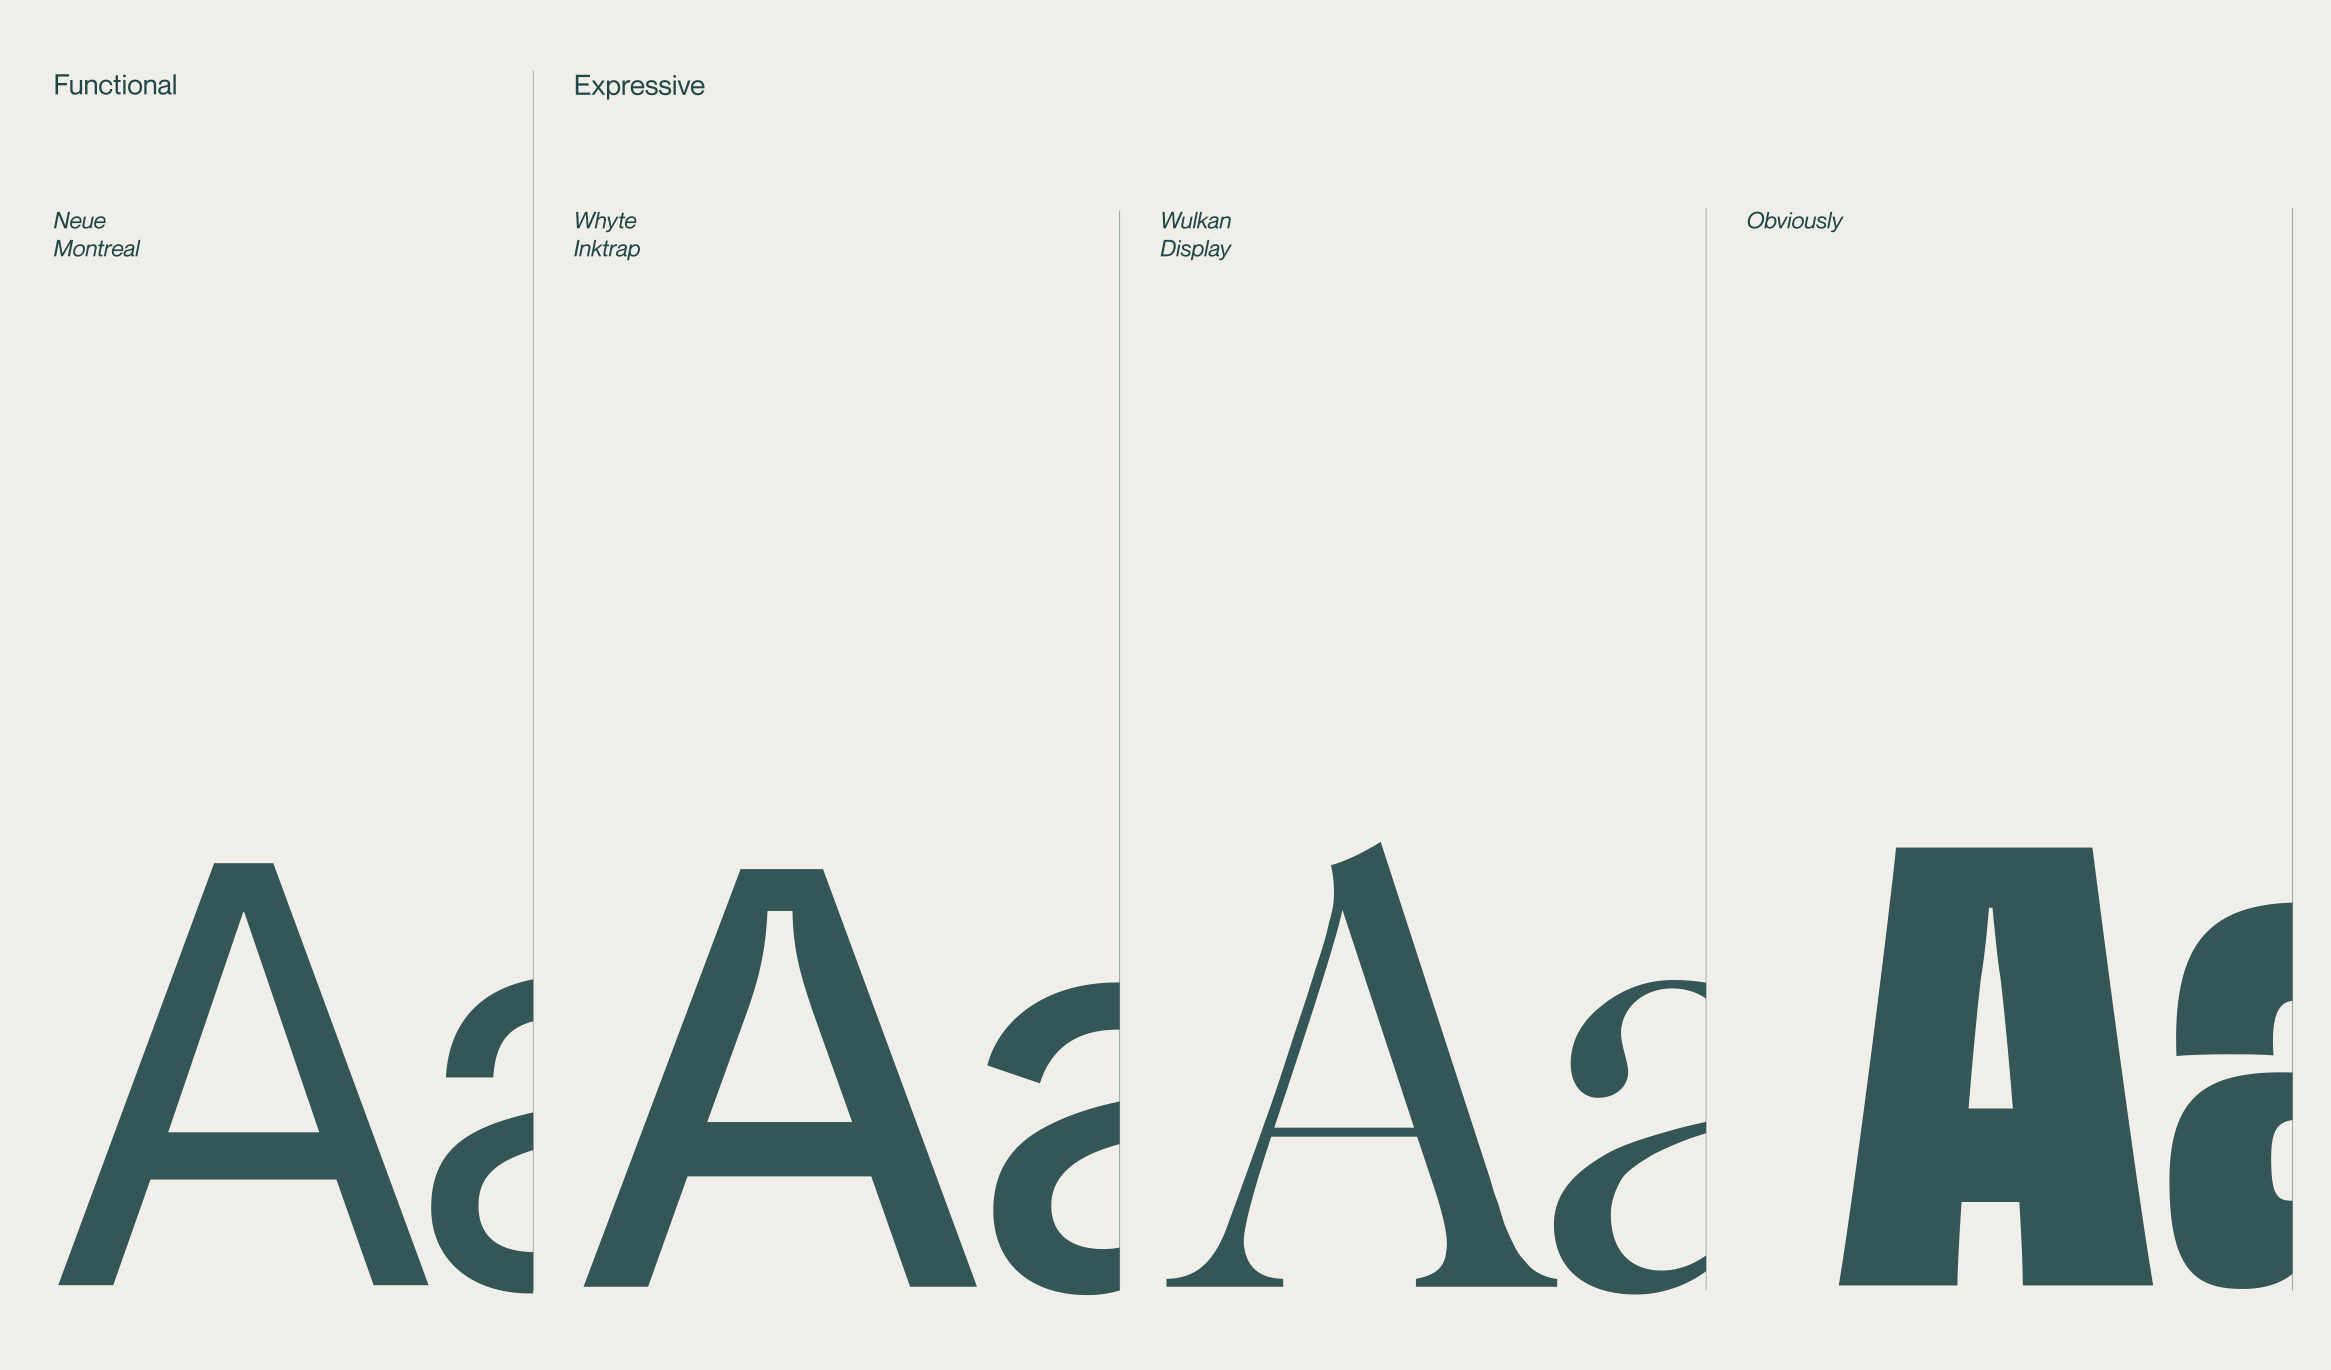 Functional
Expressive
Neue
Montreal
Whyte
Inktrap
Wulkan
Display
Obviously
Aa
Aa
Aa
Aa